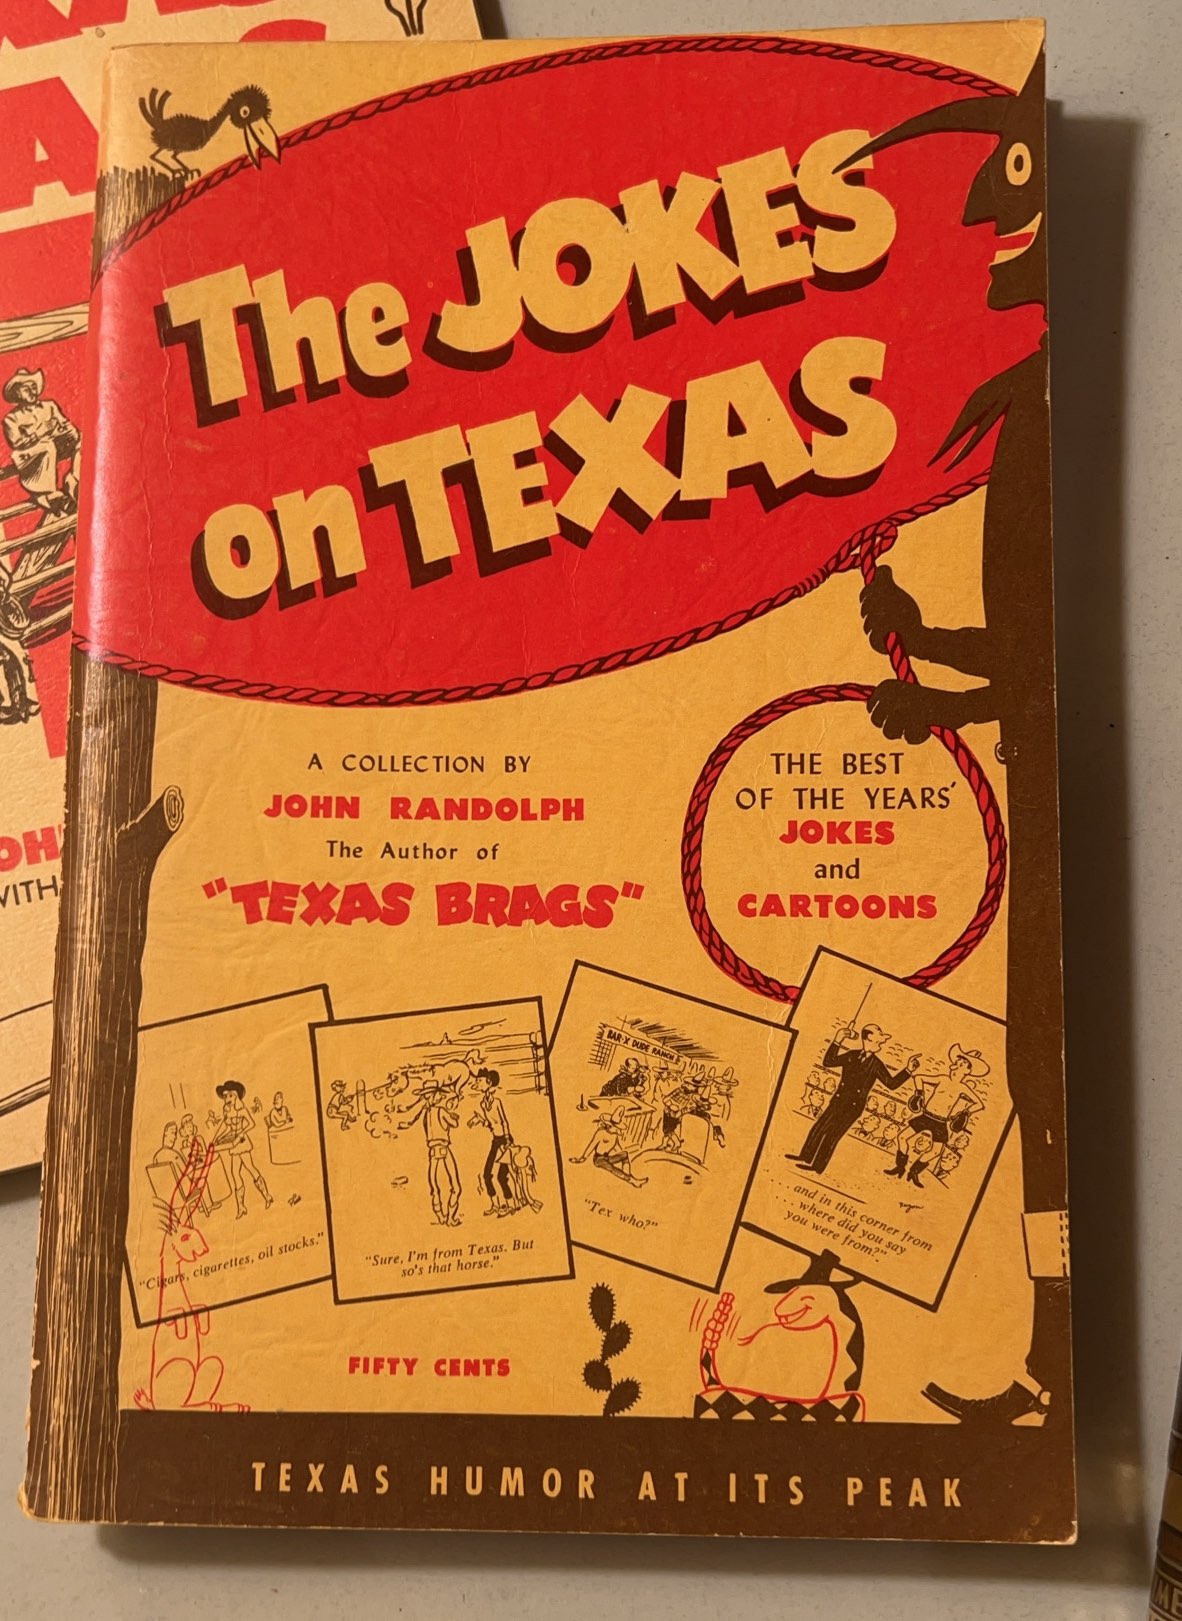 The JOKES
on TEXAS
A COLLECTION BY
JOHN RANDOLPH
The Author of
"TEXAS BRAGS"
THE BEST
OF THE YEARS'
JOKES
and
CARTOONS
"Cigars, cigarettes, oil stocks."
"Sure, I'm from Texas. But
so's that horse."
BAR-X DUDE RANCH
"Tex who?"
. . . and in this corner from
. . . where did you say
you were from?"
FIFTY CENTS
TEXAS HUMOR AT ITS PEAK
OH
WITH